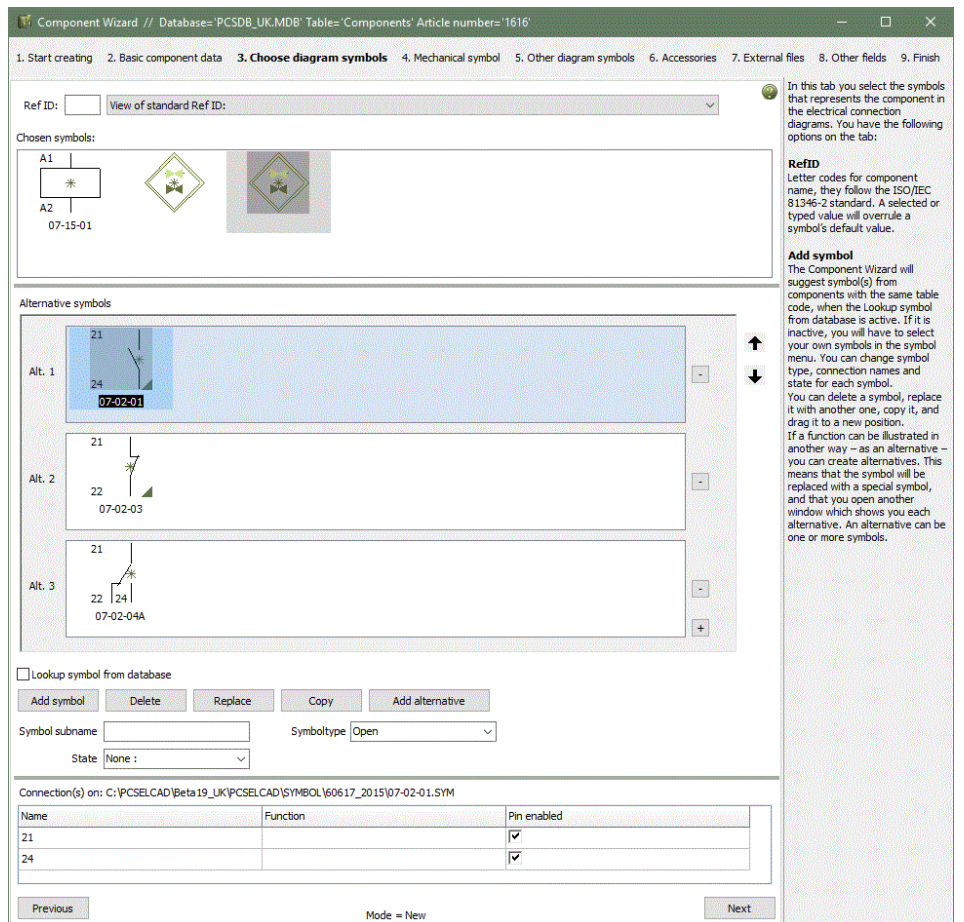 Component Wizard // Database='PCSDB_UK.MDB' Table='Components' Article number='1616'
1. Start creating 2. Basic component data 3. Choose diagram symbols 4. Mechanical symbol 5. Other diagram symbols 6. Accessories 7. External files 8. Other fields 9. Finish
Ref ID: View of standard Ref ID:
Chosen symbols:
A1
A2
07-15-01
Alternative symbols
Alt. 1
21
24
07-02-01
-
Alt. 2
21
22
07-02-03
-
Alt. 3
21
22 24
07-02-04A
-
+
Lookup symbol from database
Add symbol Delete Replace Copy Add alternative
Symbol subname Symboltype Open
State None :
Connection(s) on: C:\PCSELCAD\Beta19_UK\PCSELCAD\SYMBOL\60617_2015\07-02-01.SYM
Name Function Pin enabled
21
24
Previous Mode = New Next
In this tab you select the symbols
that represents the component in
the electrical connection
diagrams. You have the following
options on the tab:
RefID
Letter codes for component
name, they follow the ISO/IEC
81346-2 standard. A selected or
typed value will overrule a
symbol's default value.
Add symbol
The Component Wizard will
suggest symbol(s) from
components with the same table
code, when the Lookup symbol
from database is active. If it is
inactive, you will have to select
your own symbols in the symbol
menu. You can change symbol
type, connection names and
state for each symbol.
You can delete a symbol, replace
it with another one, copy it, and
drag it to a new position.
If a function can be illustrated in
another way – as an alternative –
you can create alternatives. This
means that the symbol will be
replaced with a special symbol,
and that you open another
window which shows you each
alternative. An alternative can be
one or more symbols.